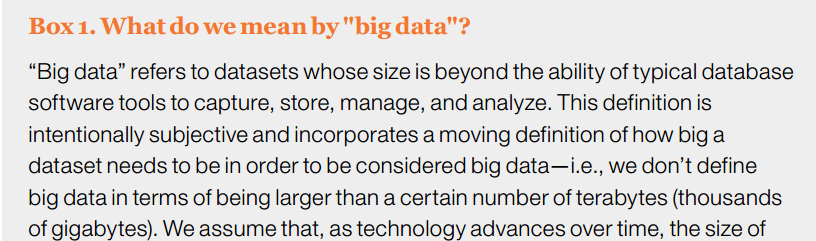 Box 1. What do we mean by "big data"?
“Big data” refers to datasets whose size is beyond the ability of typical database
software tools to capture, store, manage, and analyze. This definition is
intentionally subjective and incorporates a moving definition of how big a
dataset needs to be in order to be considered big data—i.e., we don’t define
big data in terms of being larger than a certain number of terabytes (thousands
of gigabytes). We assume that, as technology advances over time, the size of